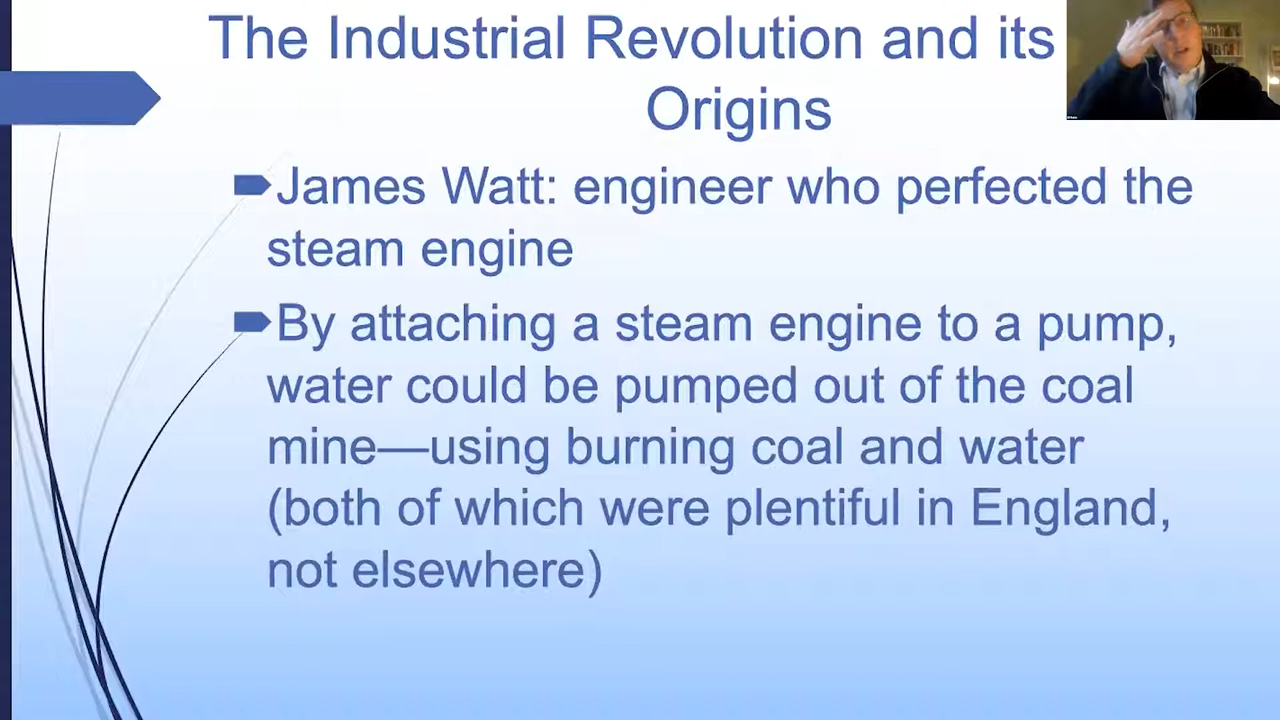 The Industrial Revolution and its
Origins
James Watt: engineer who perfected the
steam engine
By attaching a steam engine to a pump,
water could be pumped out of the coal
mine—using burning coal and water
(both of which were plentiful in England,
not elsewhere)